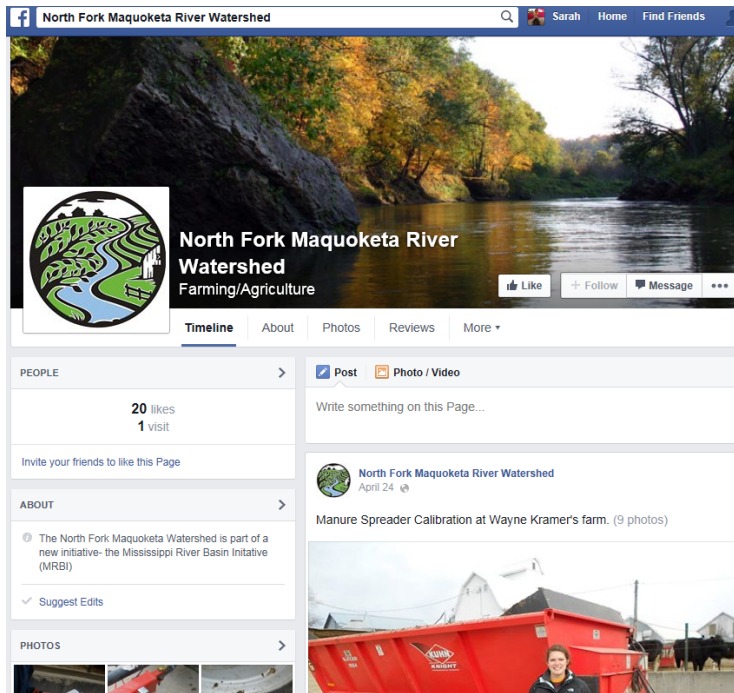 North Fork Maquoketa River Watershed
Sarah Home Find Friends
North Fork Maquoketa River
Watershed
Farming/Agriculture
Like + Follow Message
Timeline About Photos Reviews More
PEOPLE
20 likes
1 visit
Invite your friends to like this Page
ABOUT
The North Fork Maquoketa Watershed is part of a
new initiative- the Mississippi River Basin Initative
(MRBI)
Suggest Edits
PHOTOS
Post Photo / Video
Write something on this Page...
North Fork Maquoketa River Watershed
April 24
Manure Spreader Calibration at Wayne Kramer's farm. (9 photos)
KUHN
KNIGHT